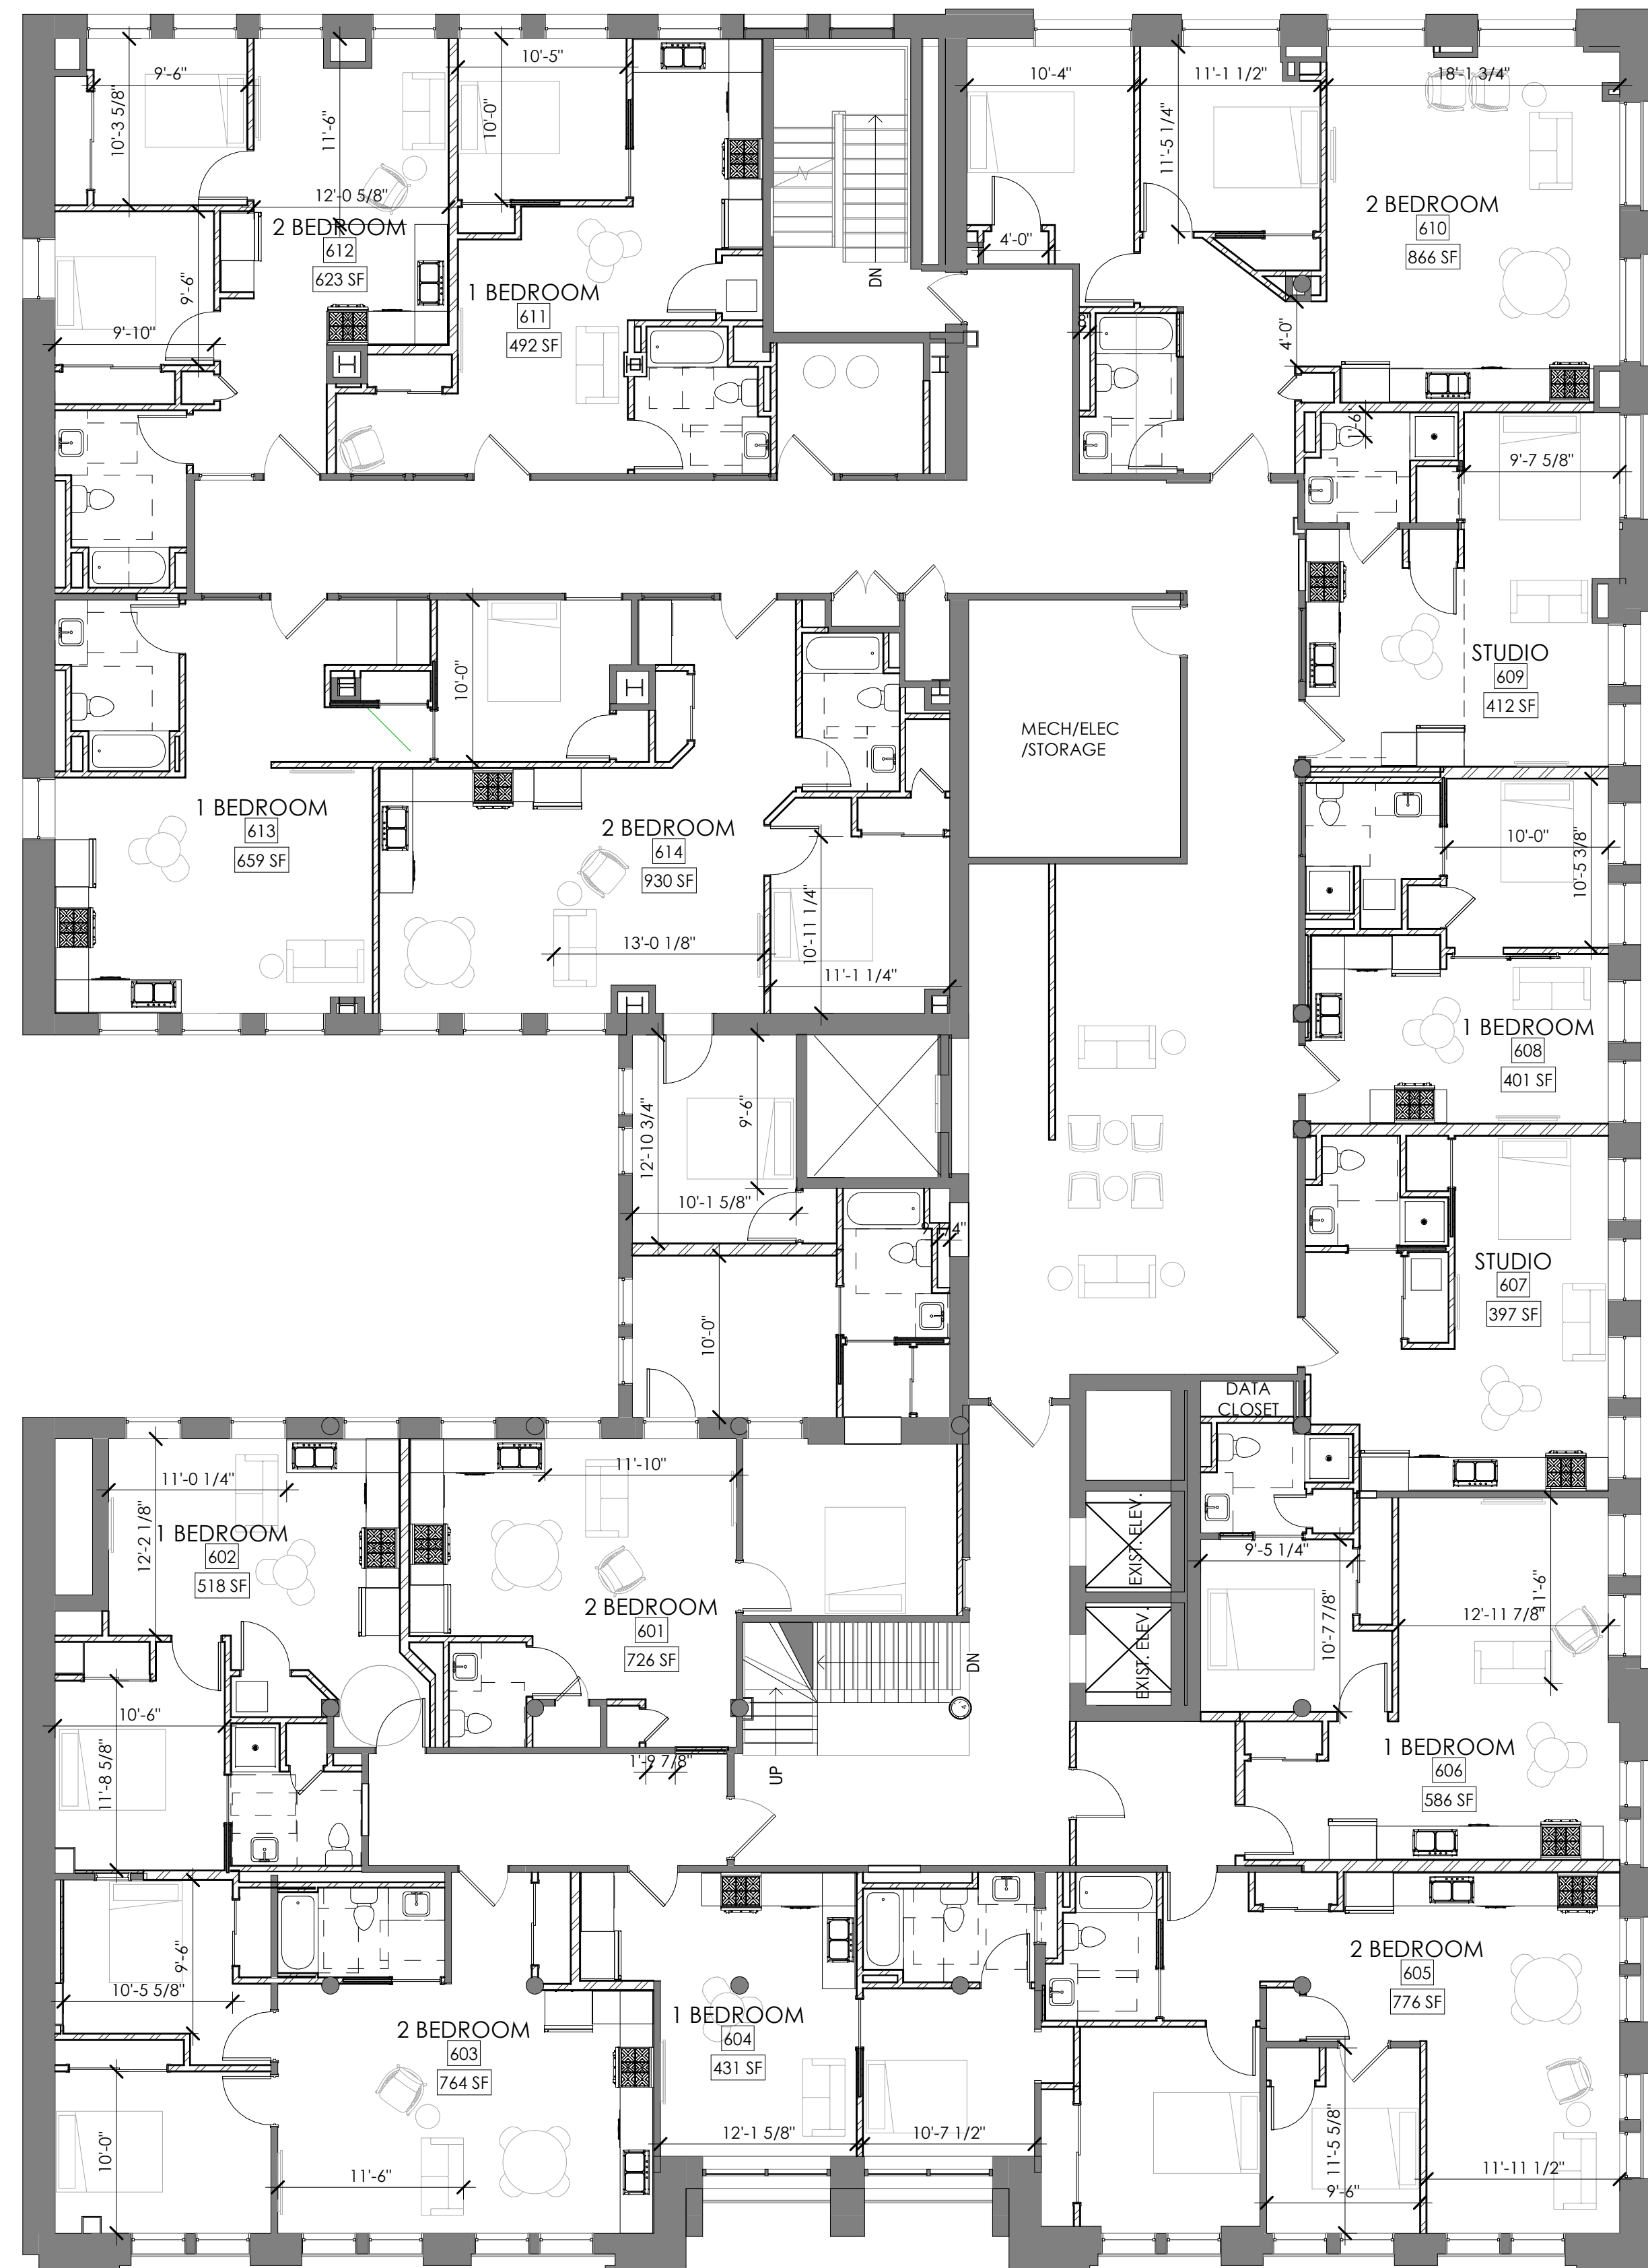 9'-6"
10'-3 5/8"
11'-6"
12'-0 5/8"
2 BEDROOM
612
623 SF
9'-6"
9'-10"
10'-5"
10'-0"
1 BEDROOM
611
492 SF
DN
10'-4"
11'-1 1/2"
18'-1 3/4"
11'-5 1/4"
4'-0"
2 BEDROOM
610
866 SF
4'-0"
1'-6"
9'-7 5/8"
STUDIO
609
412 SF
10'-0"
MECH/ELEC
/STORAGE
1 BEDROOM
613
659 SF
2 BEDROOM
614
930 SF
13'-0 1/8"
10'-11 1/4"
11'-1 1/4"
10'-0"
10'-5 3/8"
1 BEDROOM
608
401 SF
12'-10 3/4"
9'-6"
10'-1 5/8"
10'-0"
STUDIO
607
397 SF
DATA
CLOSET
11'-0 1/4"
12'-2 1/8"
1 BEDROOM
602
518 SF
11'-10"
2 BEDROOM
601
726 SF
EXIST. ELEV.
EXIST. ELEV.
DN
UP
9'-5 1/4"
10'-7 7/8"
11'-6"
12'-11 7/8"
1 BEDROOM
606
586 SF
10'-6"
11'-8 5/8"
1'-9 7/8"
9'-6"
10'-5 5/8"
2 BEDROOM
603
764 SF
10'-0"
11'-6"
1 BEDROOM
604
431 SF
12'-1 5/8"
10'-7 1/2"
2 BEDROOM
605
776 SF
11'-5 5/8"
9'-6"
11'-11 1/2"